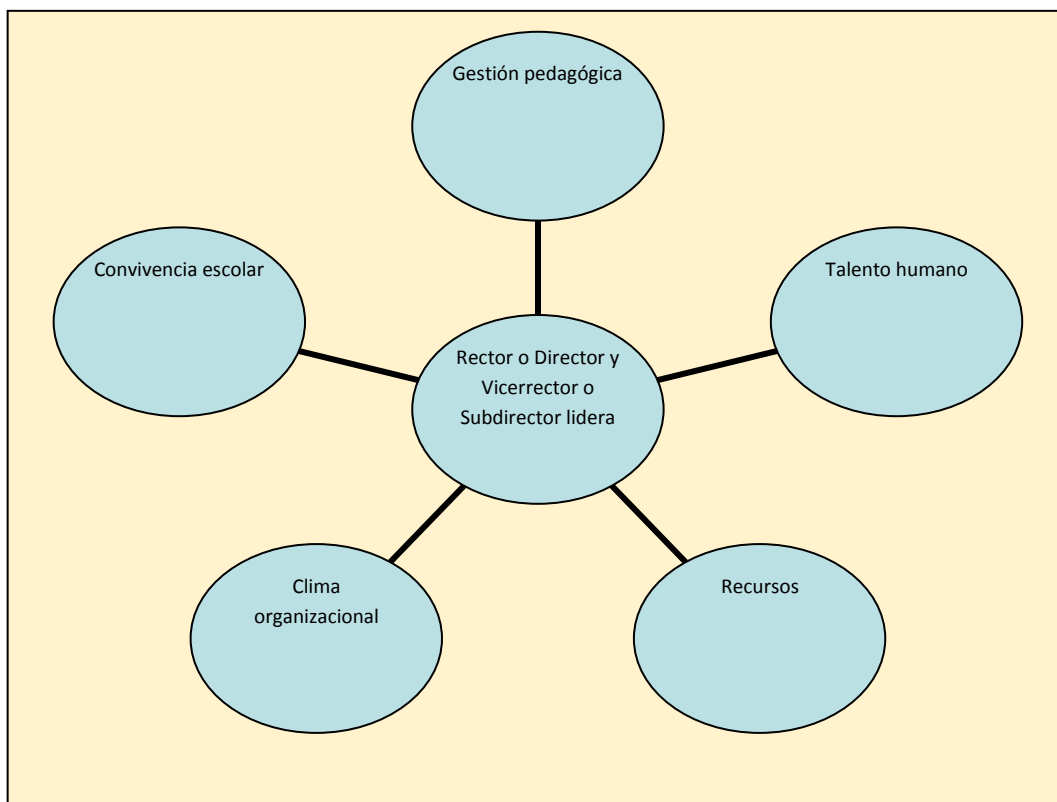 Gestión pedagógica
Convivencia escolar
Talento humano
Rector o Director y
Vicerrector o
Subdirector lidera
Clima
organizacional
Recursos